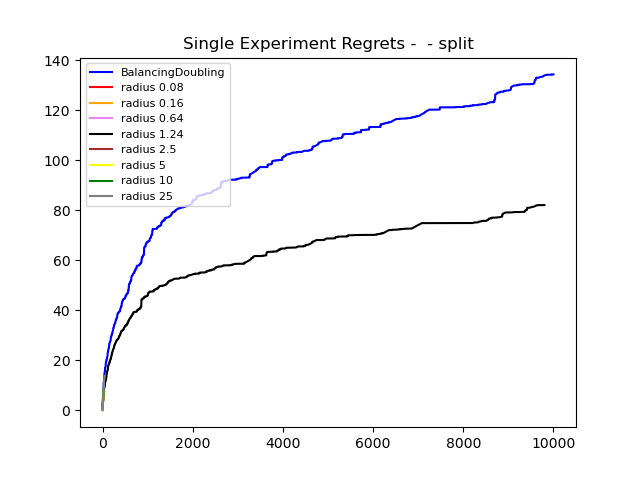 Single Experiment Regrets -  - split
140
120
100
80
60
40
20
0
BalancingDoubling
radius 0.08
radius 0.16
radius 0.64
radius 1.24
radius 2.5
radius 5
radius 10
radius 25
0 2000 4000 6000 8000 10000